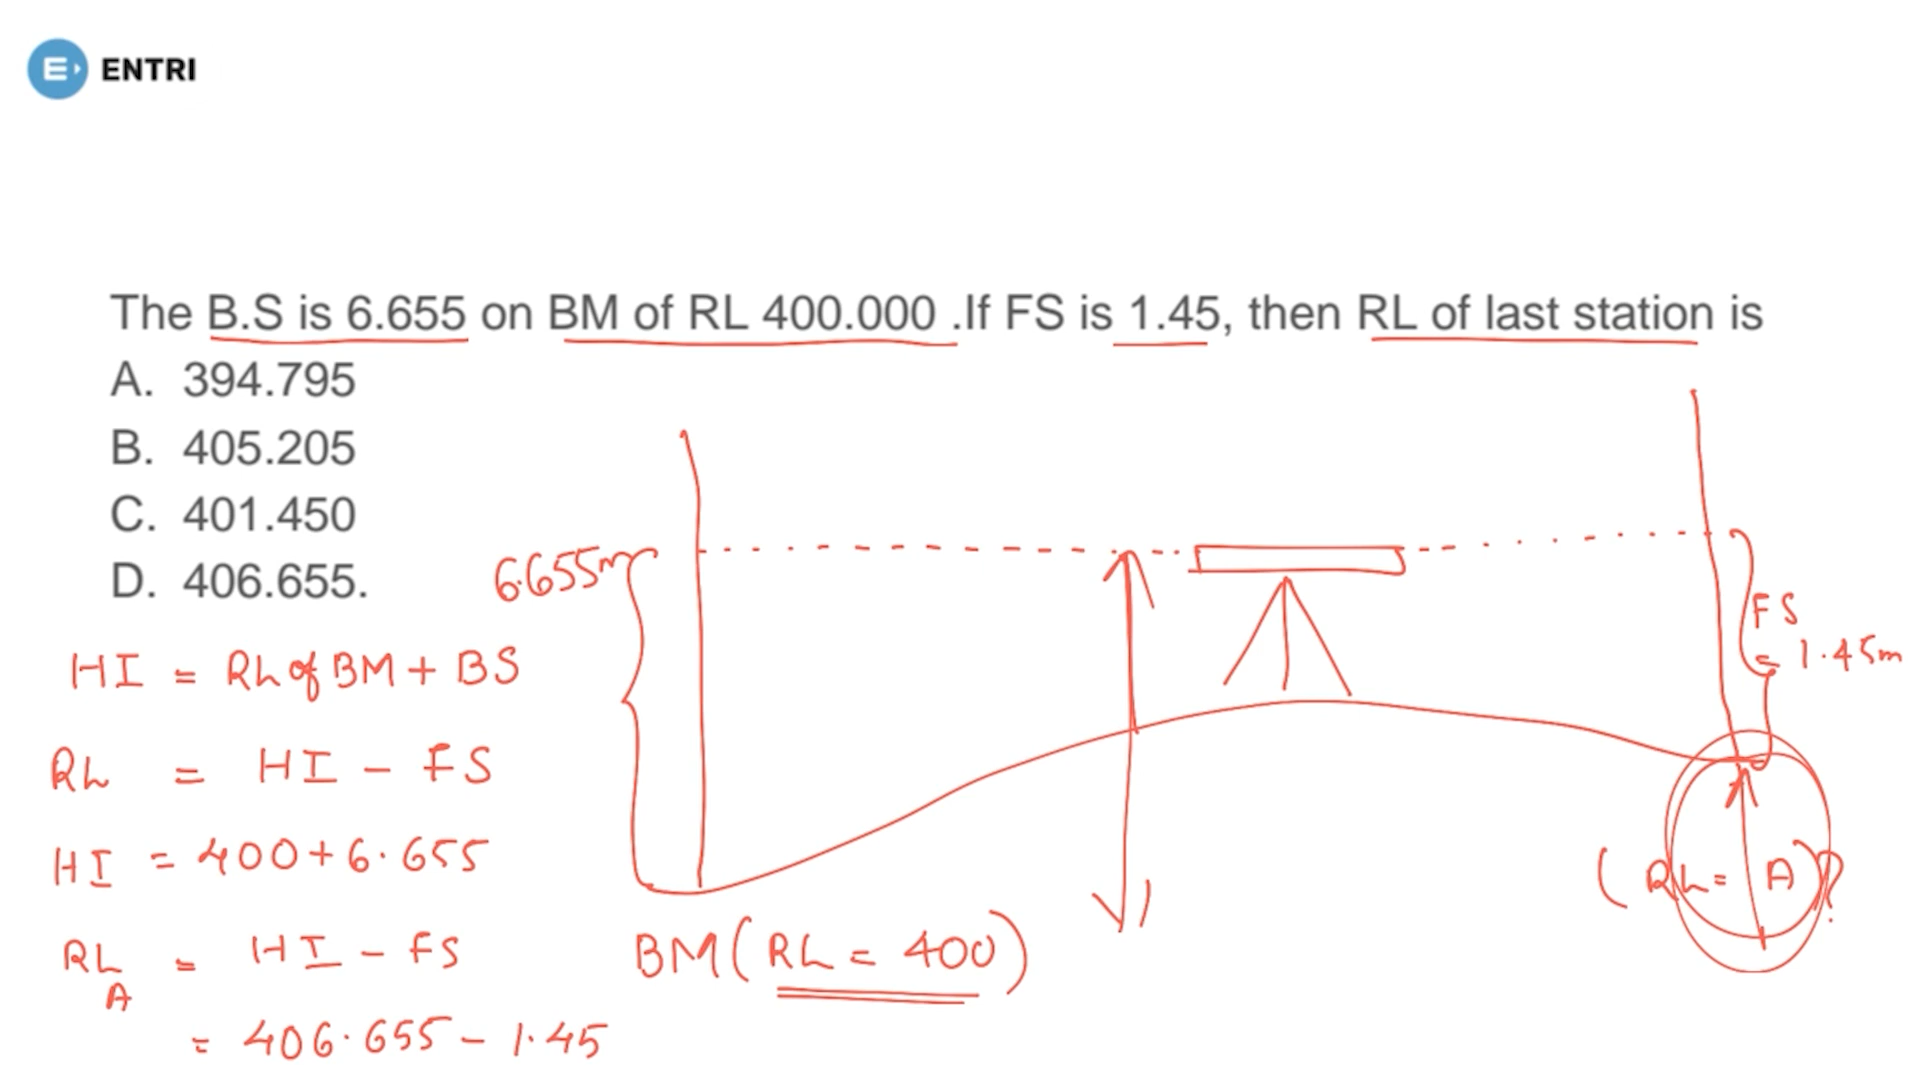 E ENTRI
The B.S is 6.655 on BM of RL 400.000 .If FS is 1.45, then RL of last station is
A. 394.795
B. 405.205
C. 401.450
D. 406.655.
6.655m
FS
= 1.45m
HI = RL of BM + BS
RL = HI - FS
HI = 400 + 6.655
(RL = A)?
RL A = HI - FS
BM (RL = 400)
= 406.655 - 1.45